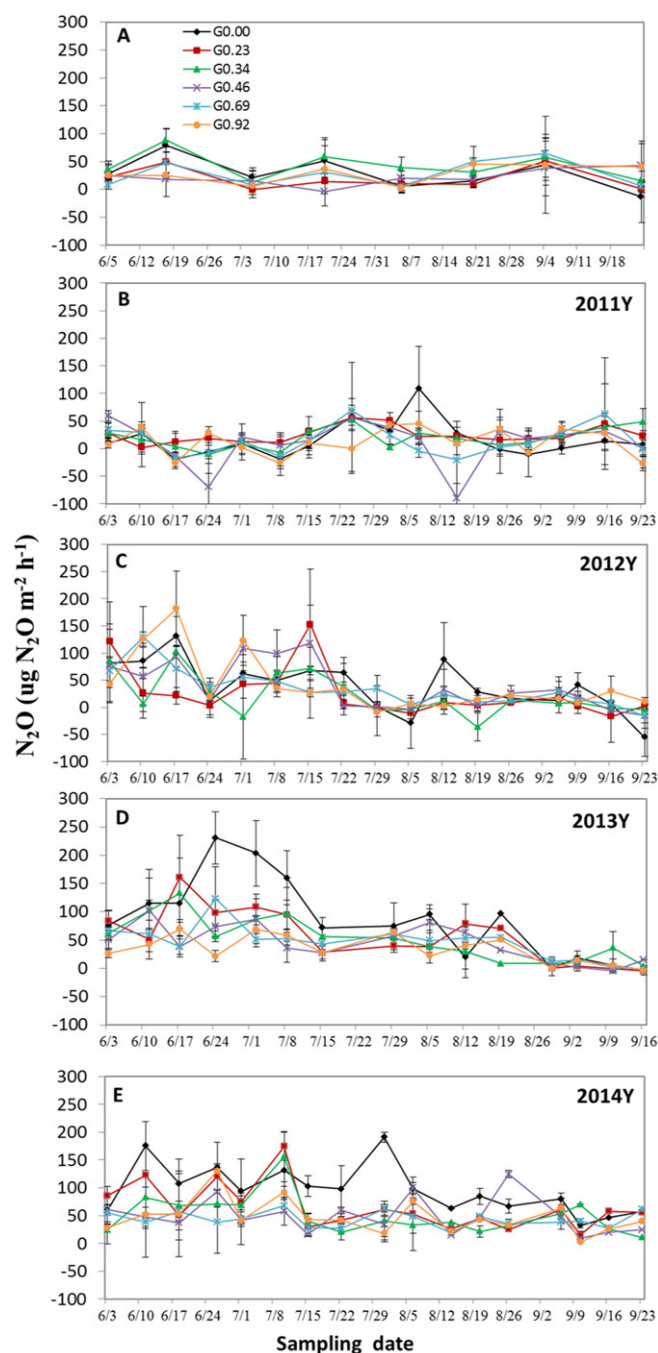 A
G0.00
G0.23
G0.34
G0.46
G0.69
G0.92
300
250
200
150
100
50
0
-50
-100
6/5 6/12 6/19 6/26 7/3 7/10 7/17 7/24 7/31 8/7 8/14 8/21 8/28 9/4 9/11 9/18
B 2011Y
300
250
200
150
100
50
0
-50
-100
6/3 6/10 6/17 6/24 7/1 7/8 7/15 7/22 7/29 8/5 8/12 8/19 8/26 9/2 9/9 9/16 9/23
N₂O (ug N₂O m⁻² h⁻¹)
C 2012Y
300
250
200
150
100
50
0
-50
-100
6/3 6/10 6/17 6/24 7/1 7/8 7/15 7/22 7/29 8/5 8/12 8/19 8/26 9/2 9/9 9/16 9/23
D 2013Y
300
250
200
150
100
50
0
-50
-100
6/3 6/10 6/17 6/24 7/1 7/8 7/15 7/22 7/29 8/5 8/12 8/19 8/26 9/2 9/9 9/16
E 2014Y
300
250
200
150
100
50
0
-50
-100
6/3 6/10 6/17 6/24 7/1 7/8 7/15 7/22 7/29 8/5 8/12 8/19 8/26 9/2 9/9 9/16 9/23
Sampling date